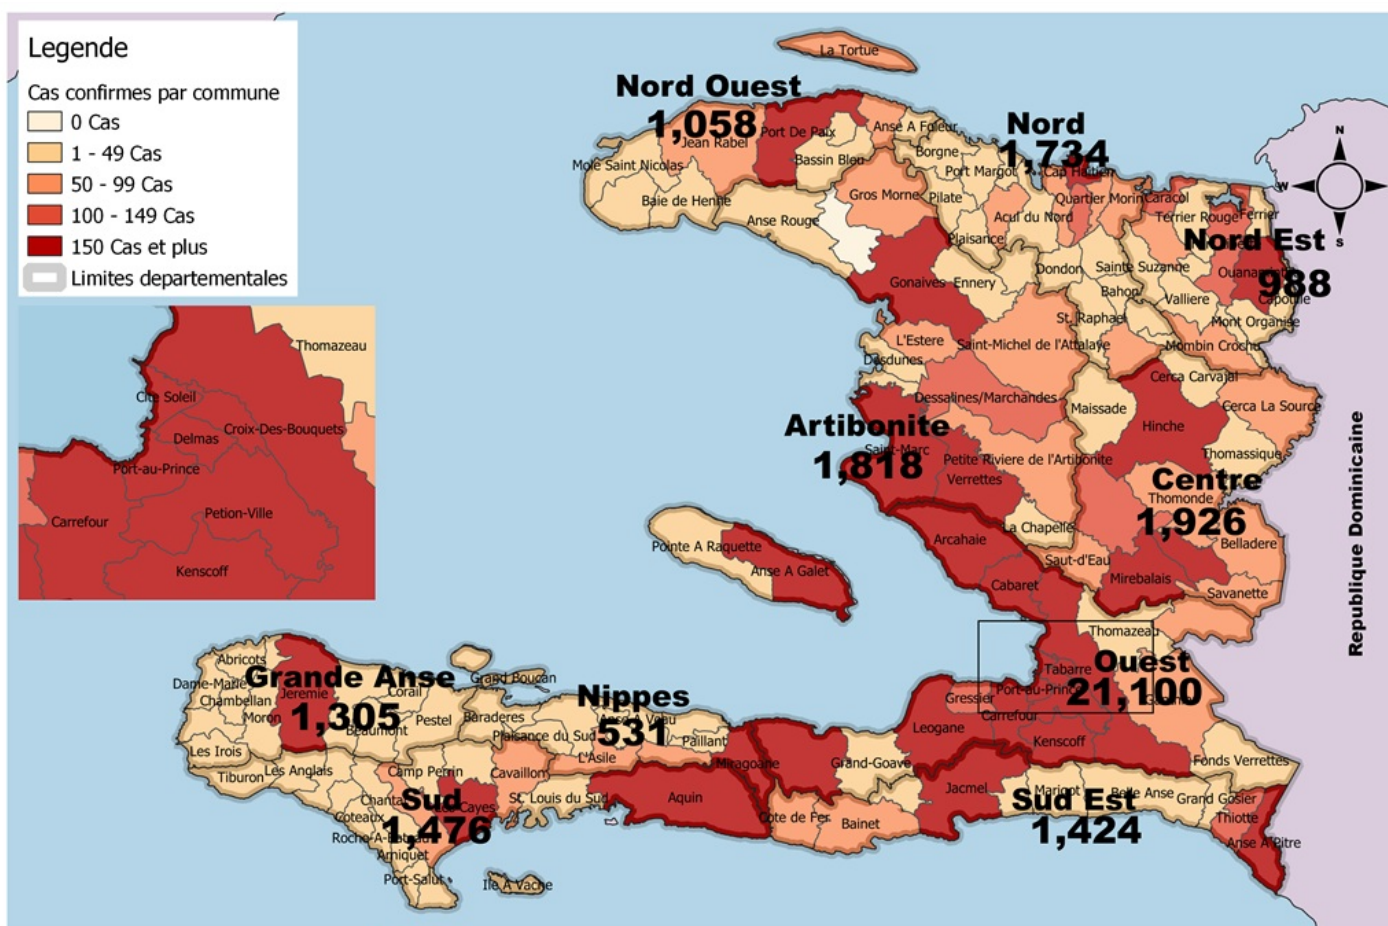 Legende
Cas confirmes par commune
0 Cas
1 - 49 Cas
50 - 99 Cas
100 - 149 Cas
150 Cas et plus
Limites departementales
La Tortue
Nord Ouest
1,058
Port De Paix
Jean Rabel
Anse A Foleur
Mole Saint Nicolas
Bassin Bleu
Baie de Henne
Anse Rouge
Gros Morne
Nord
1,734
Cap Haitien
Borgne
Port Margot
Pilate
Quartier Morin
Caracol
Acul du Nord
Terrier Rouge
Ferrier
Plaisance
N
W
S
Nord Est
988
Ouanaminthe
Capotille
Gonaives
Ennery
Dondon
Sainte Suzanne
Bahon
Valliere
St. Raphael
Mont Organise
Mombin Crochu
L'Estere
Saint-Michel de l'Attalaye
Desdunes
Cerca Carvajal
Dessalines/Marchandes
Maissade
Cerca La Source
Hinche
Artibonite
1,818
Saint-Marc
Petite Riviere de l'Artibonite
Verrettes
Thomassique
Centre
1,926
Thomonde
La Chapelle
Belladere
Saut-d'Eau
Mirebalais
Savanette
Republique Dominicaine
Arcahaie
Cabaret
Pointe A Raquette
Anse A Galet
Thomazeau
Cite Soleil
Delmas
Croix-Des-Bouquets
Port-au-Prince
Carrefour
Petion-Ville
Kenscoff
Thomazeau
Ouest
21,100
Tabarre
Port-au-Prince
Gressier
Carrefour
Leogane
Kenscoff
Grand-Goave
Fonds Verrettes
Abricots
Dame-Marie
Chambellan
Moron
Les Irois
Grande Anse
1,305
Jeremie
Corail
Beaumont
Pestel
Grand Boucan
Baraderes
Nippes
531
Anse A Veau
Plaisance du Sud
Paillant
L'Asile
Miragoane
Tiburon
Les Anglais
Camp Perrin
Cavaillon
Sud
1,476
Les Cayes
St. Louis du Sud
Aquin
Coteaux
Arniquet
Port-Salut
Ile A Vache
Cote de Fer
Bainet
Jacmel
Sud Est
1,424
Marigot
Belle Anse
Grand Gosier
Thiotte
Anse A Pitre